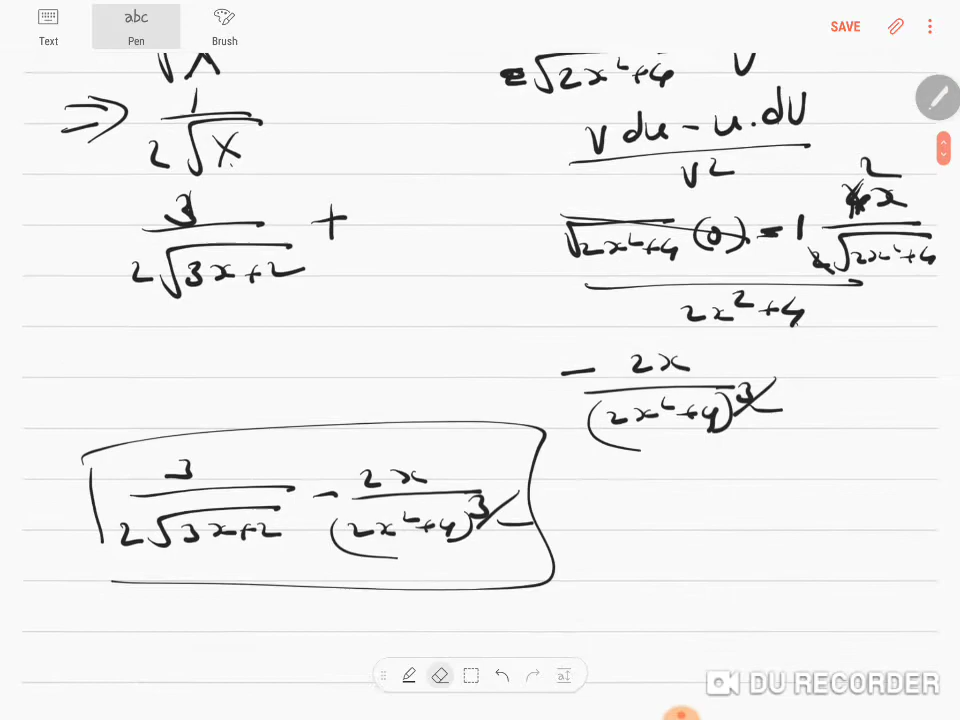 Text
abc
Pen
Brush
SAVE
√x
⇒ 1 / 2√x
3 / 2√3x+2 +
= √2x²+4 v
v du - u.dv / v²
√2x²+4 (0) - 1 2x / √2x²+4
2x²+4
- 2x / (2x²+4)^3/2
3 / 2√3x+2 - 2x / (2x²+4)^3/2
DU RECORDER